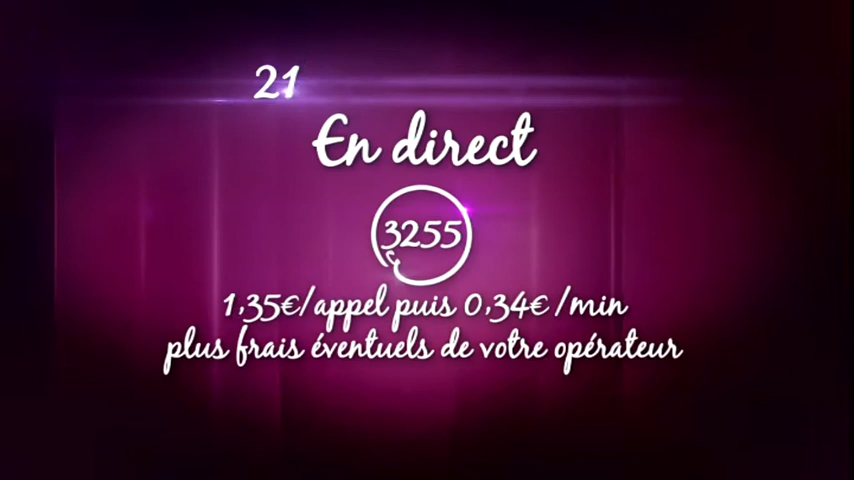 21
En direct
3255
1,35€/appel puis 0,34€ /min
plus frais éventuels de votre opérateur